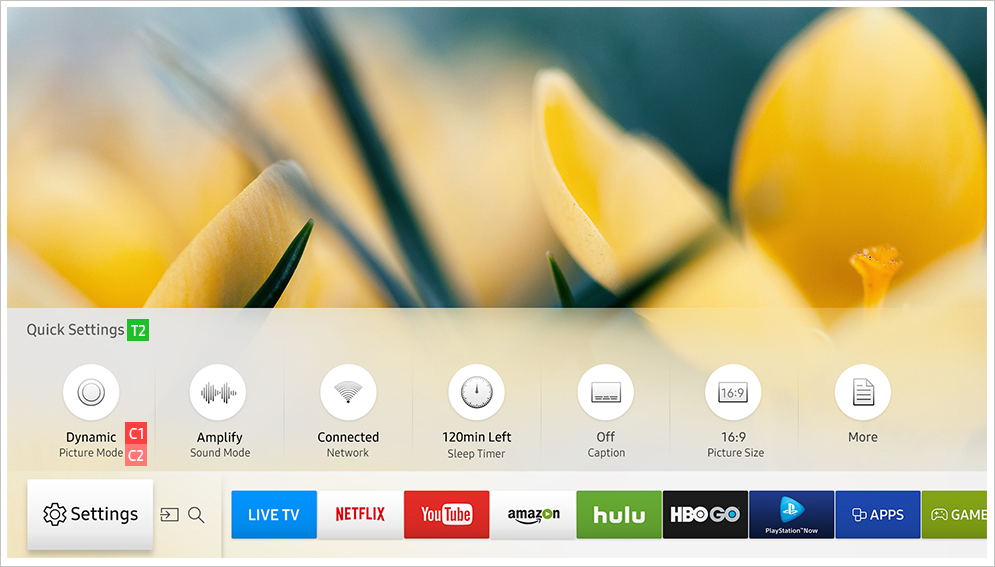 Quick Settings T2
16:9
Dynamic C1
Picture Mode C2
Amplify
Sound Mode
Connected
Network
120min Left
Sleep Timer
Off
Caption
16:9
Picture Size
More
Settings
LIVE TV
NETFLIX
YouTube
amazon
hulu
HBO GO
PlayStation™Now
APPS
GAME